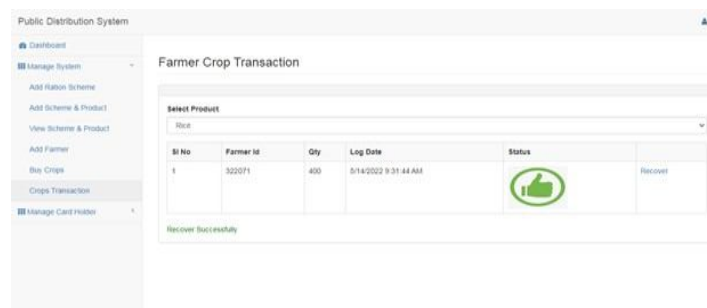 Public Distribution System
Dashboard
Manage System
Add Ration Scheme
Add Scheme & Product
View Scheme & Product
Add Farmer
Buy Crops
Crops Transaction
Manage Card Holder
Farmer Crop Transaction
Select Product
Rice
Sl No Farmer Id Qty Log Date Status
1 322071 400 5/14/2022 9:31:44 AM Recover
Recover Successfully